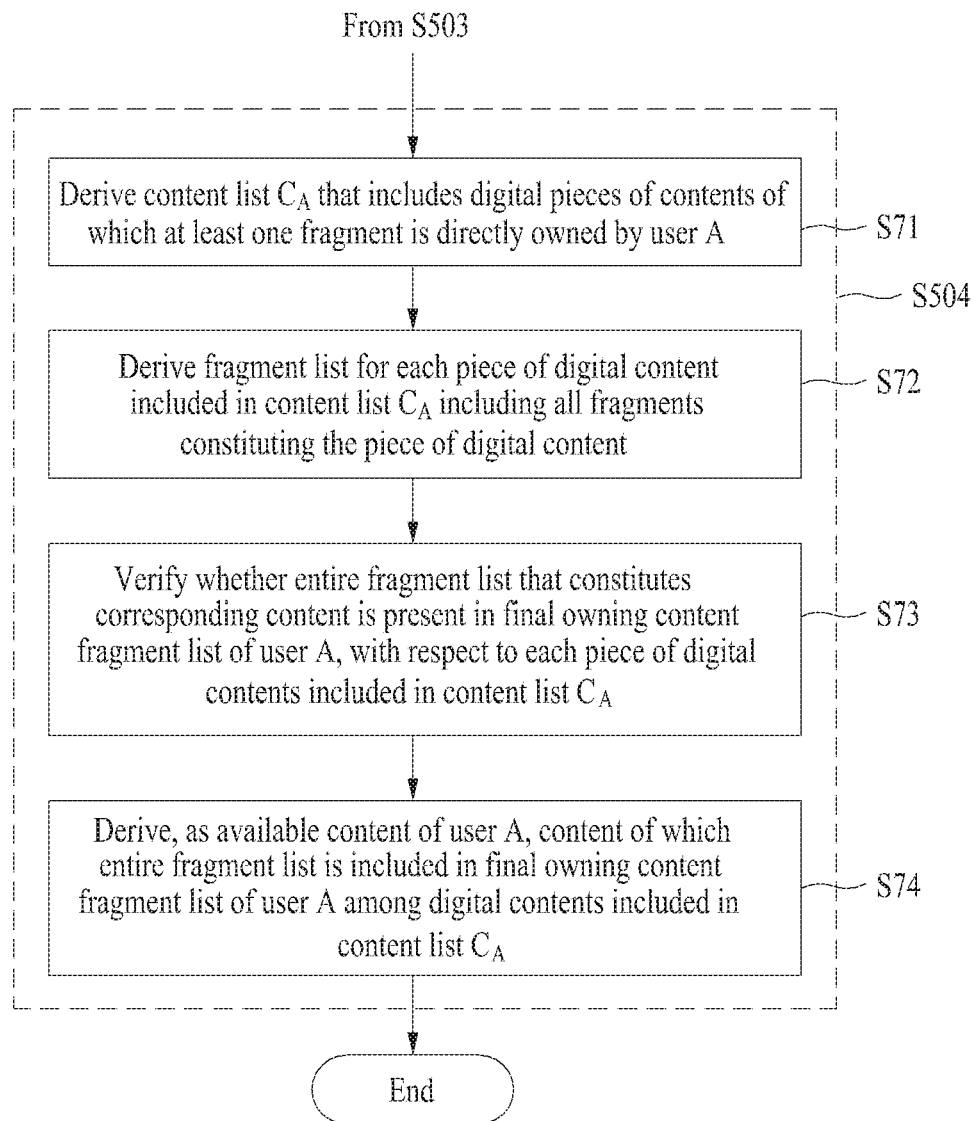 From S503
Derive content list CA that includes digital pieces of contents of
which at least one fragment is directly owned by user A
S71
S504
Derive fragment list for each piece of digital content
included in content list CA including all fragments
constituting the piece of digital content
S72
Verify whether entire fragment list that constitutes
corresponding content is present in final owning content
fragment list of user A, with respect to each piece of digital
contents included in content list CA
S73
Derive, as available content of user A, content of which
entire fragment list is included in final owning content
fragment list of user A among digital contents included in
content list CA
S74
End